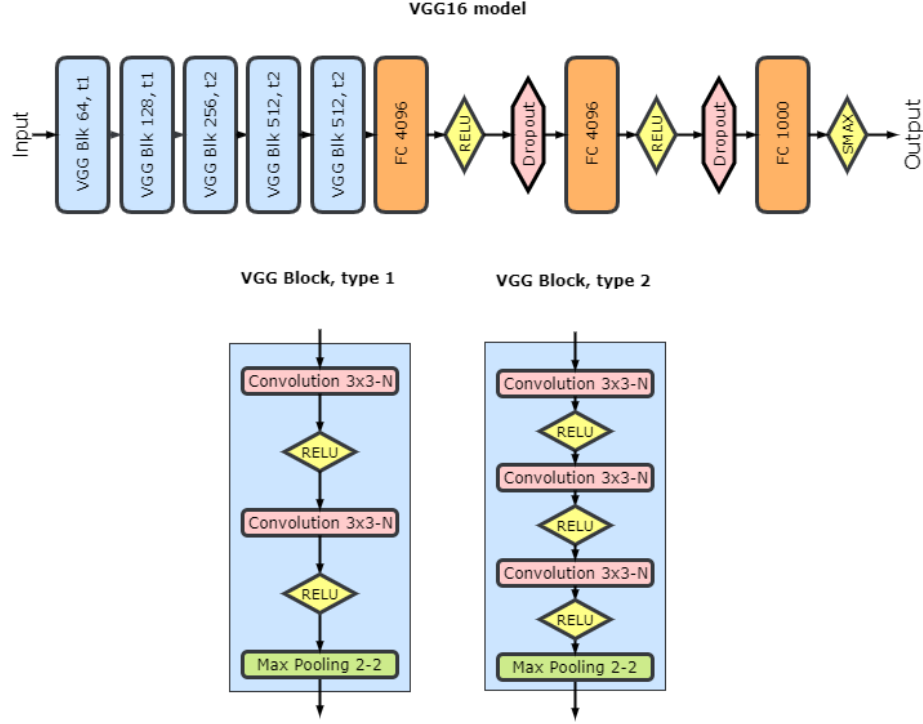 VGG16 model
Input
VGG Blk 64, t1
VGG Blk 128, t1
VGG Blk 256, t2
VGG Blk 512, t2
VGG Blk 512, t2
FC 4096
RELU
Dropout
FC 4096
RELU
Dropout
FC 1000
SMAX
Output
VGG Block, type 1
Convolution 3x3-N
RELU
Convolution 3x3-N
RELU
Max Pooling 2-2
VGG Block, type 2
Convolution 3x3-N
RELU
Convolution 3x3-N
RELU
Convolution 3x3-N
RELU
Max Pooling 2-2